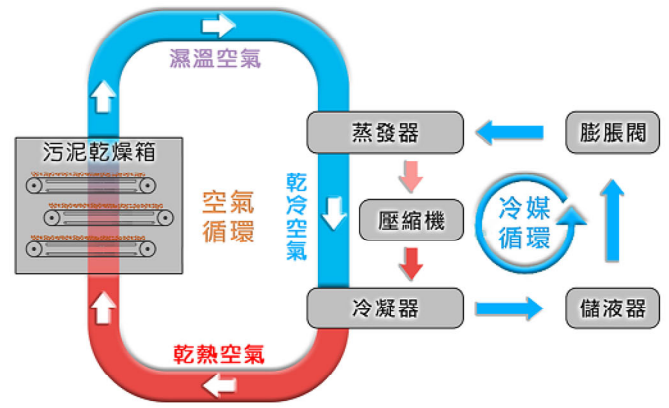 濕溫空氣
蒸發器
膨脹閥
污泥乾燥箱
乾冷空氣
空氣
循環
壓縮機
冷媒
循環
冷凝器
儲液器
乾熱空氣